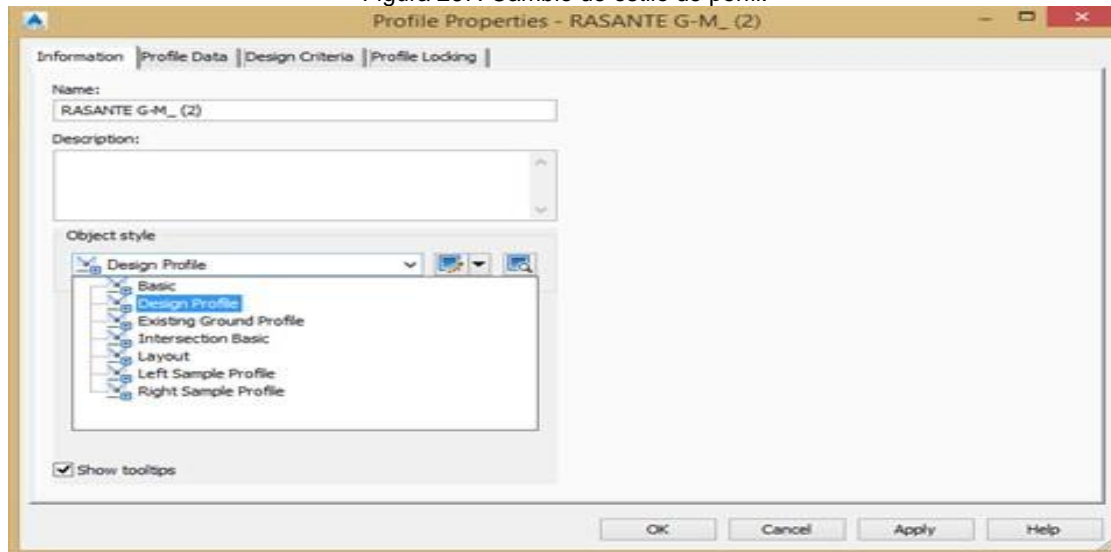 Profile Properties - RASANTE G-M_ (2)
Information Profile Data Design Criteria Profile Locking
Name:
RASANTE G-M_ (2)
Description:
Object style
Design Profile
Basic
Design Profile
Existing Ground Profile
Intersection Basic
Layout
Left Sample Profile
Right Sample Profile
Show tooltips
OK Cancel Apply Help